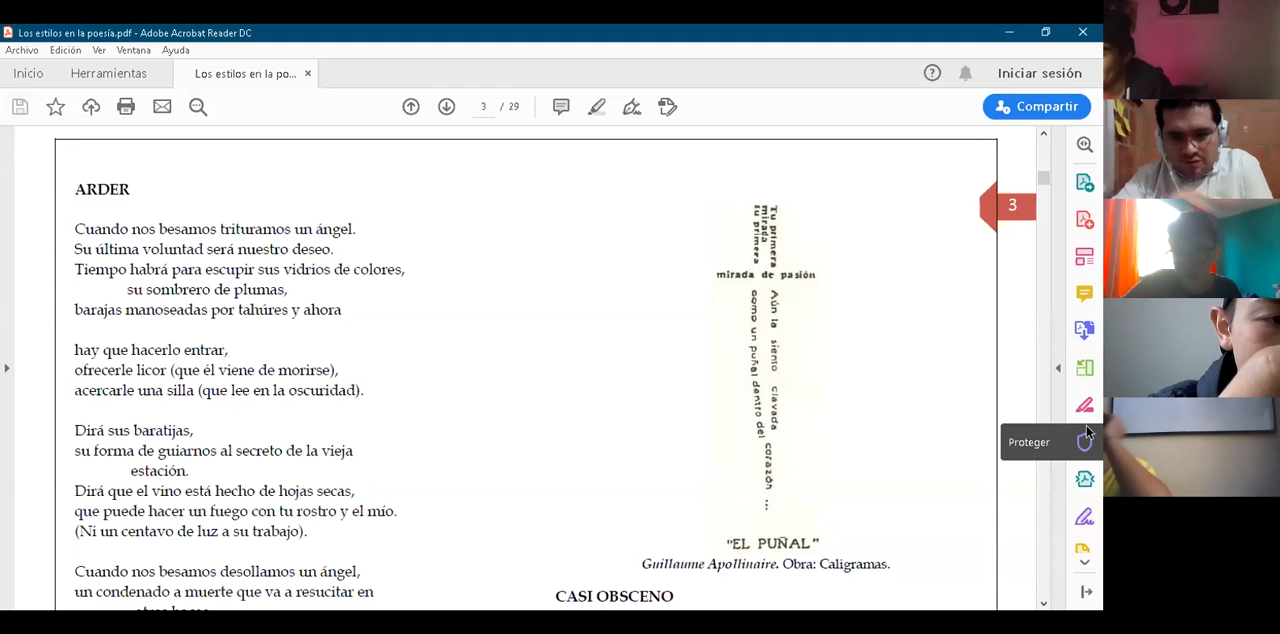 Los estilos en la poesía.pdf - Adobe Acrobat Reader DC
Archivo Edición Ver Ventana Ayuda
Inicio Herramientas Los estilos en la po... × Iniciar sesión
3 / 29 Compartir
3
ARDER
Cuando nos besamos trituramos un ángel.
Su última voluntad será nuestro deseo.
Tiempo habrá para escupir sus vidrios de colores,
su sombrero de plumas,
barajas manoseadas por tahúres y ahora
hay que hacerlo entrar,
ofrecerle licor (que él viene de morirse),
acercarle una silla (que lee en la oscuridad).
Dirá sus baratijas,
su forma de guiarnos al secreto de la vieja
estación.
Dirá que el vino está hecho de hojas secas,
que puede hacer un fuego con tu rostro y el mío.
(Ni un centavo de luz a su trabajo).
Cuando nos besamos desollamos un ángel,
un condenado a muerte que va a resucitar en
Tu primera
mirada
tu primera
mirada de pasión
Aún la siento clavada
como un puñal dentro del corazón ...
"EL PUÑAL"
Guillaume Apollinaire. Obra: Caligramas.
CASI OBSCENO
Proteger